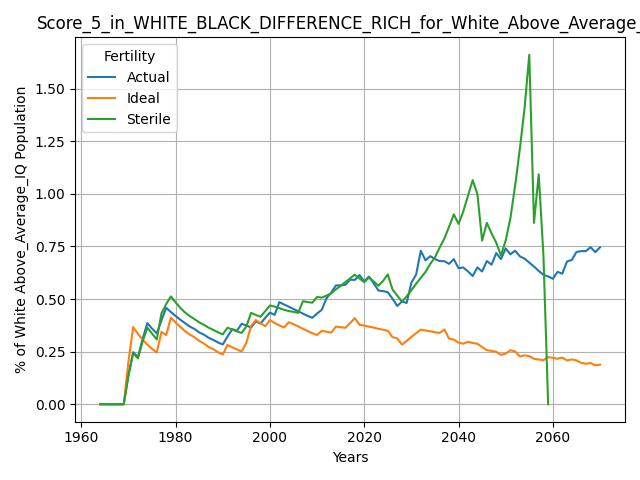 Score_5_in_WHITE_BLACK_DIFFERENCE_RICH_for_White_Above_Average_
Fertility
Actual
Ideal
Sterile
% of White Above_Average_IQ Population
1.50
1.25
1.00
0.75
0.50
0.25
0.00
1960 1980 2000 2020 2040 2060
Years